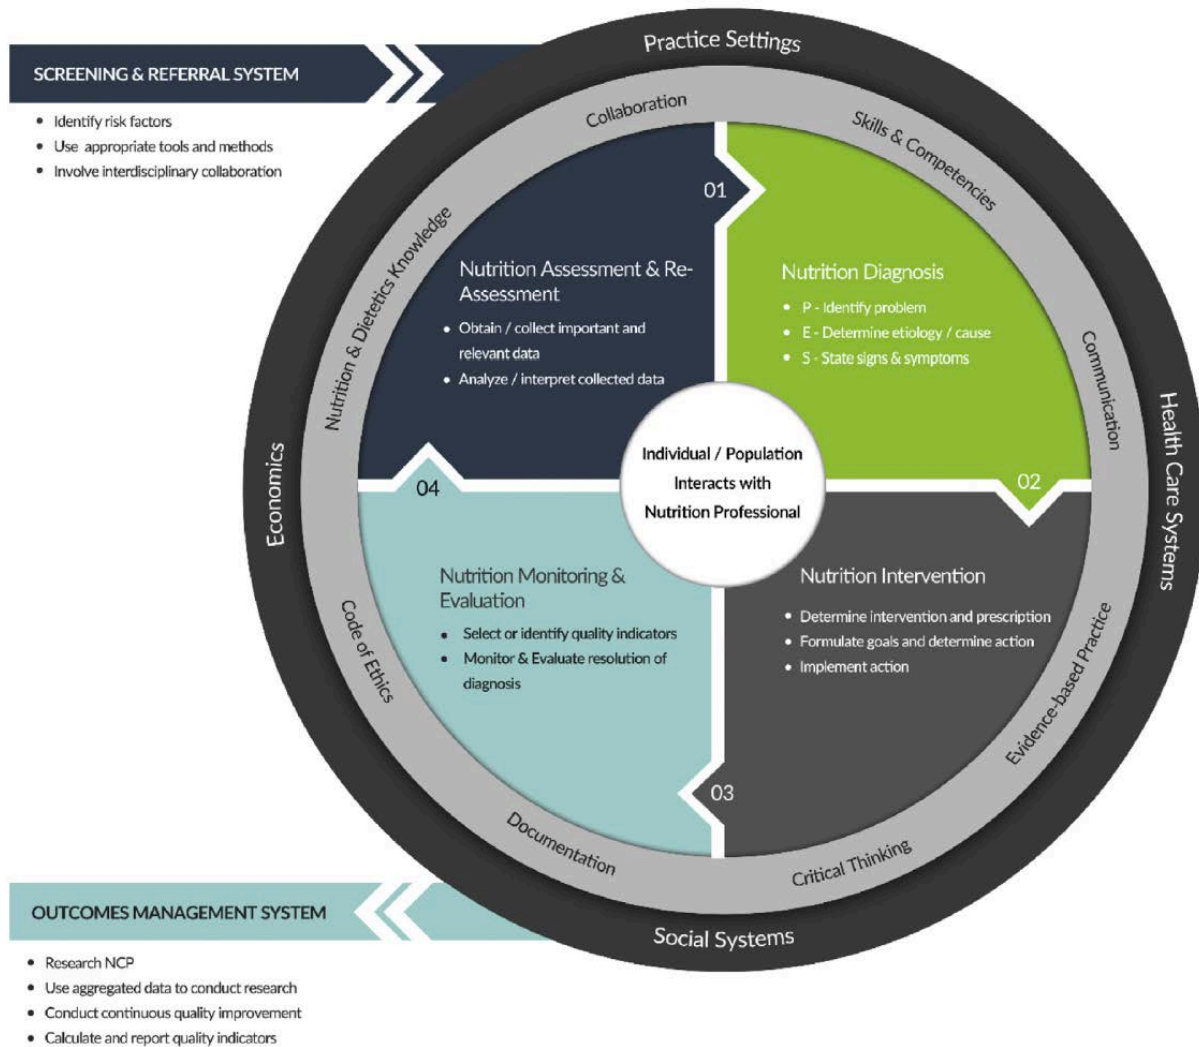 SCREENING & REFERRAL SYSTEM
• Identify risk factors
• Use appropriate tools and methods
• Involve interdisciplinary collaboration
Practice Settings
Health Care Systems
Social Systems
Economics
Collaboration
Skills & Competencies
Communication
Evidence-based Practice
Critical Thinking
Documentation
Code of Ethics
Nutrition & Dietetics Knowledge
01
Nutrition Assessment & Re-
Assessment
• Obtain / collect important and
relevant data
• Analyze / interpret collected data
Nutrition Diagnosis
• P - Identify problem
• E - Determine etiology / cause
• S - State signs & symptoms
02
Individual / Population
Interacts with
Nutrition Professional
Nutrition Intervention
• Determine intervention and prescription
• Formulate goals and determine action
• Implement action
03
04
Nutrition Monitoring &
Evaluation
• Select or identify quality indicators
• Monitor & Evaluate resolution of
diagnosis
OUTCOMES MANAGEMENT SYSTEM
• Research NCP
• Use aggregated data to conduct research
• Conduct continuous quality improvement
• Calculate and report quality indicators